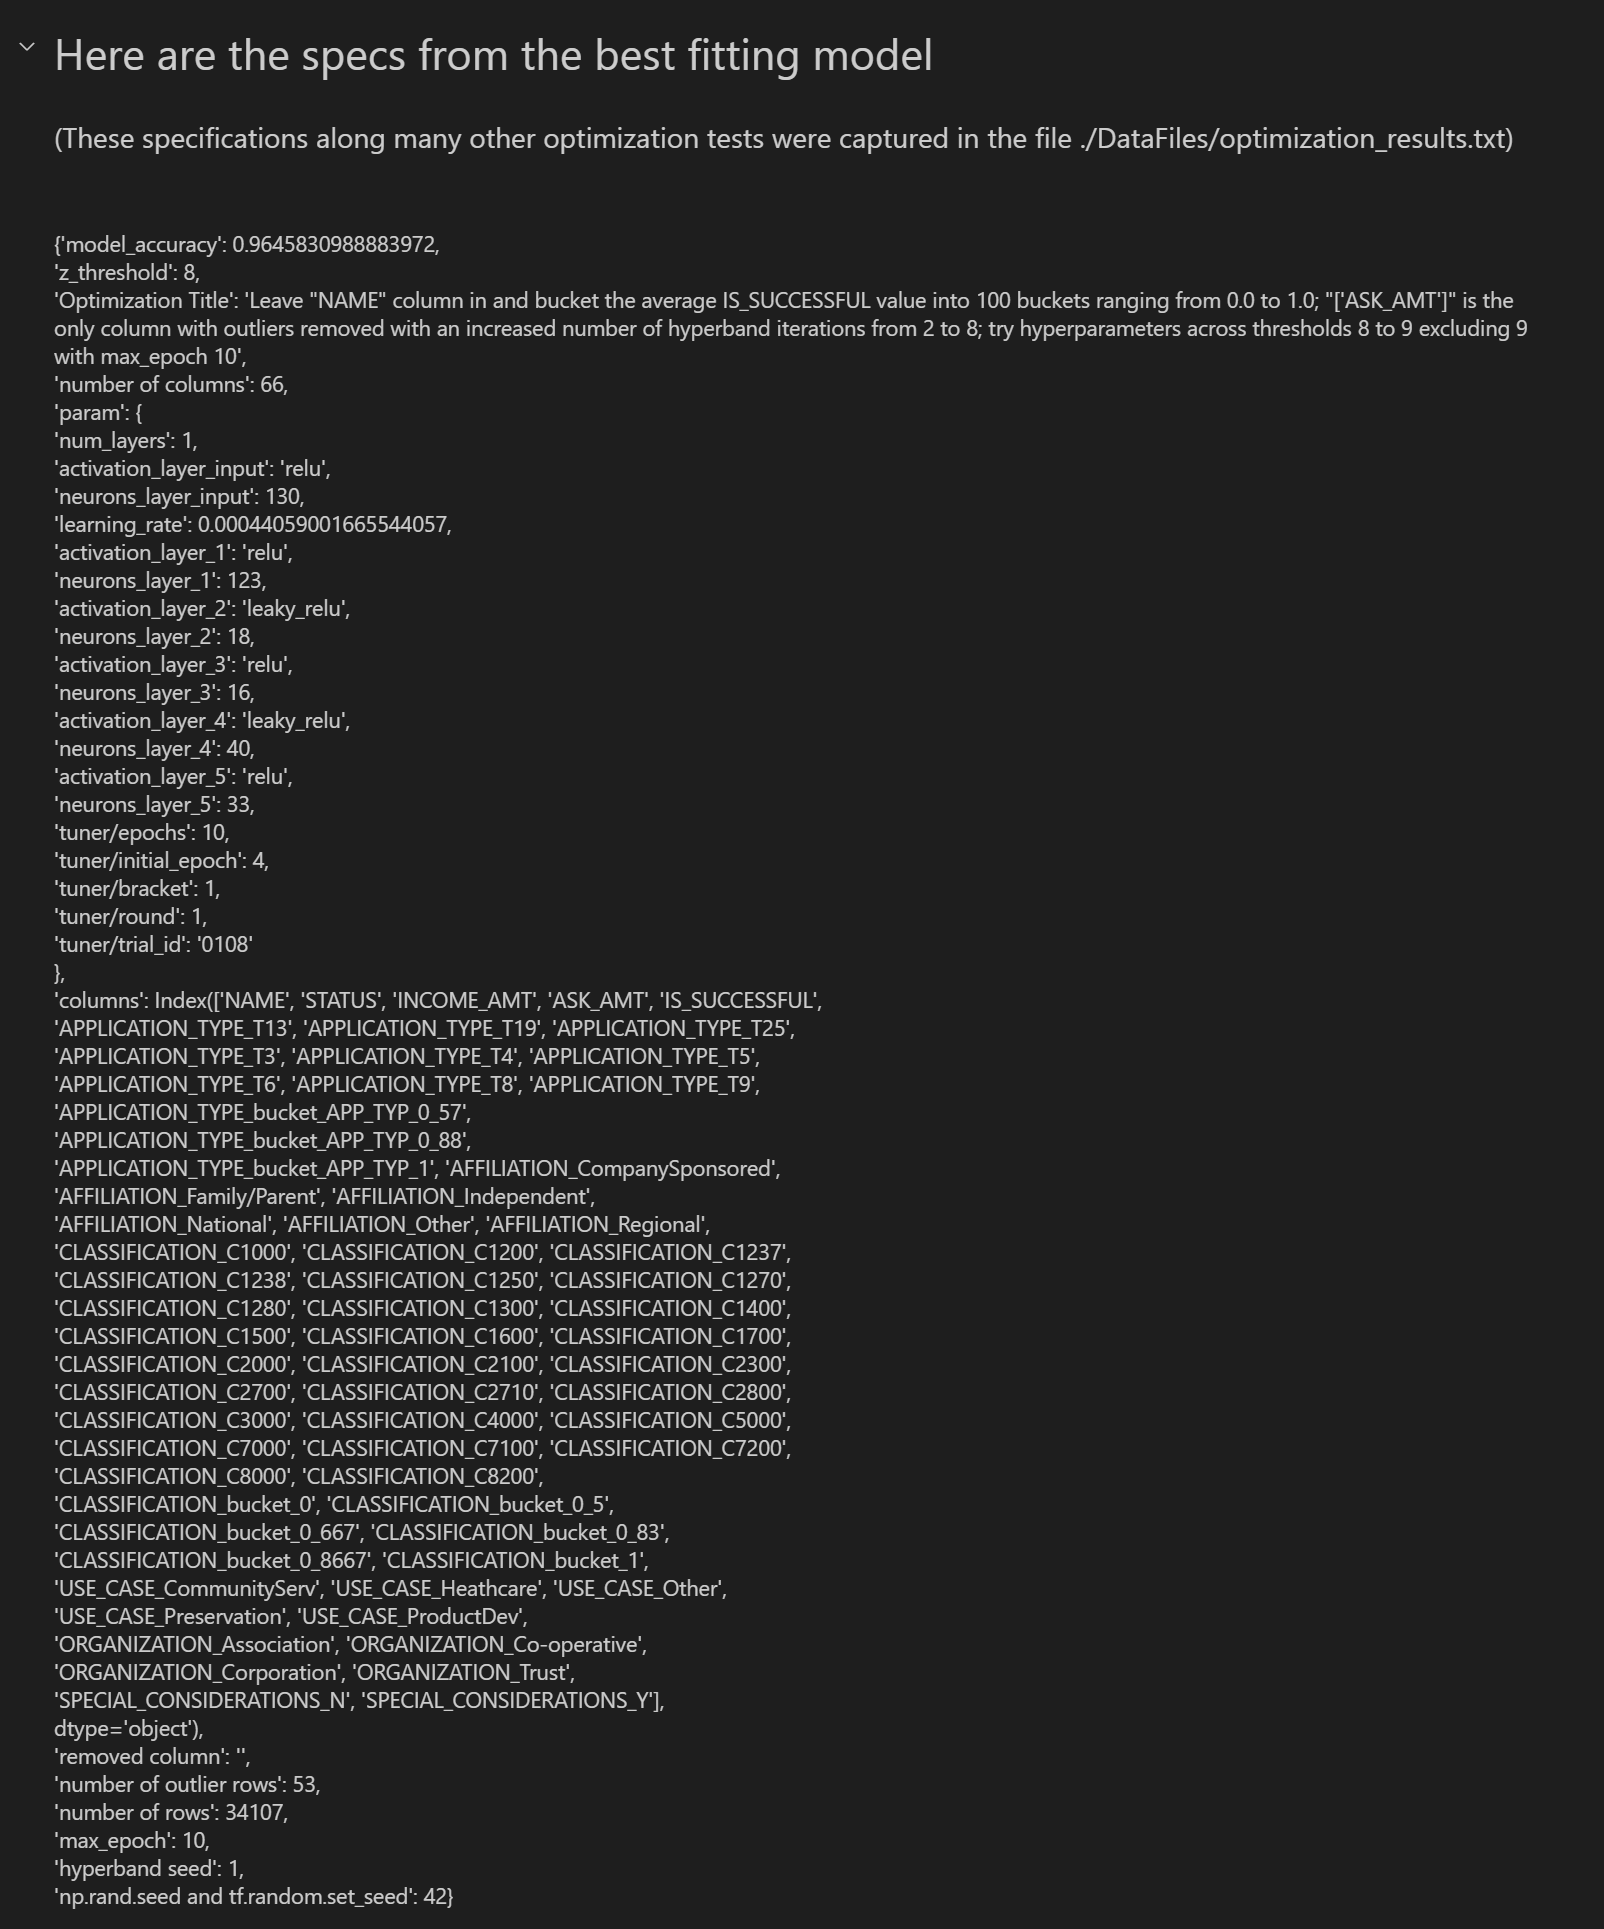 Here are the specs from the best fitting model
(These specifications along many other optimization tests were captured in the file ./DataFiles/optimization_results.txt)
{'model_accuracy': 0.9645830988883972,
'z_threshold': 8,
'Optimization Title': 'Leave "NAME" column in and bucket the average IS_SUCCESSFUL value into 100 buckets ranging from 0.0 to 1.0; "['ASK_AMT']" is the
only column with outliers removed with an increased number of hyperband iterations from 2 to 8; try hyperparameters across thresholds 8 to 9 excluding 9
with max_epoch 10',
'number of columns': 66,
'param': {
'num_layers': 1,
'activation_layer_input': 'relu',
'neurons_layer_input': 130,
'learning_rate': 0.00044059001665544057,
'activation_layer_1': 'relu',
'neurons_layer_1': 123,
'activation_layer_2': 'leaky_relu',
'neurons_layer_2': 18,
'activation_layer_3': 'relu',
'neurons_layer_3': 16,
'activation_layer_4': 'leaky_relu',
'neurons_layer_4': 40,
'activation_layer_5': 'relu',
'neurons_layer_5': 33,
'tuner/epochs': 10,
'tuner/initial_epoch': 4,
'tuner/bracket': 1,
'tuner/round': 1,
'tuner/trial_id': '0108'
},
'columns': Index(['NAME', 'STATUS', 'INCOME_AMT', 'ASK_AMT', 'IS_SUCCESSFUL',
'APPLICATION_TYPE_T13', 'APPLICATION_TYPE_T19', 'APPLICATION_TYPE_T25',
'APPLICATION_TYPE_T3', 'APPLICATION_TYPE_T4', 'APPLICATION_TYPE_T5',
'APPLICATION_TYPE_T6', 'APPLICATION_TYPE_T8', 'APPLICATION_TYPE_T9',
'APPLICATION_TYPE_bucket_APP_TYP_0_57',
'APPLICATION_TYPE_bucket_APP_TYP_0_88',
'APPLICATION_TYPE_bucket_APP_TYP_1', 'AFFILIATION_CompanySponsored',
'AFFILIATION_Family/Parent', 'AFFILIATION_Independent',
'AFFILIATION_National', 'AFFILIATION_Other', 'AFFILIATION_Regional',
'CLASSIFICATION_C1000', 'CLASSIFICATION_C1200', 'CLASSIFICATION_C1237',
'CLASSIFICATION_C1238', 'CLASSIFICATION_C1250', 'CLASSIFICATION_C1270',
'CLASSIFICATION_C1280', 'CLASSIFICATION_C1300', 'CLASSIFICATION_C1400',
'CLASSIFICATION_C1500', 'CLASSIFICATION_C1600', 'CLASSIFICATION_C1700',
'CLASSIFICATION_C2000', 'CLASSIFICATION_C2100', 'CLASSIFICATION_C2300',
'CLASSIFICATION_C2700', 'CLASSIFICATION_C2710', 'CLASSIFICATION_C2800',
'CLASSIFICATION_C3000', 'CLASSIFICATION_C4000', 'CLASSIFICATION_C5000',
'CLASSIFICATION_C7000', 'CLASSIFICATION_C7100', 'CLASSIFICATION_C7200',
'CLASSIFICATION_C8000', 'CLASSIFICATION_C8200',
'CLASSIFICATION_bucket_0', 'CLASSIFICATION_bucket_0_5',
'CLASSIFICATION_bucket_0_667', 'CLASSIFICATION_bucket_0_83',
'CLASSIFICATION_bucket_0_8667', 'CLASSIFICATION_bucket_1',
'USE_CASE_CommunityServ', 'USE_CASE_Heathcare', 'USE_CASE_Other',
'USE_CASE_Preservation', 'USE_CASE_ProductDev',
'ORGANIZATION_Association', 'ORGANIZATION_Co-operative',
'ORGANIZATION_Corporation', 'ORGANIZATION_Trust',
'SPECIAL_CONSIDERATIONS_N', 'SPECIAL_CONSIDERATIONS_Y'],
dtype='object'),
'removed column': '',
'number of outlier rows': 53,
'number of rows': 34107,
'max_epoch': 10,
'hyperband seed': 1,
'np.rand.seed and tf.random.set_seed': 42}